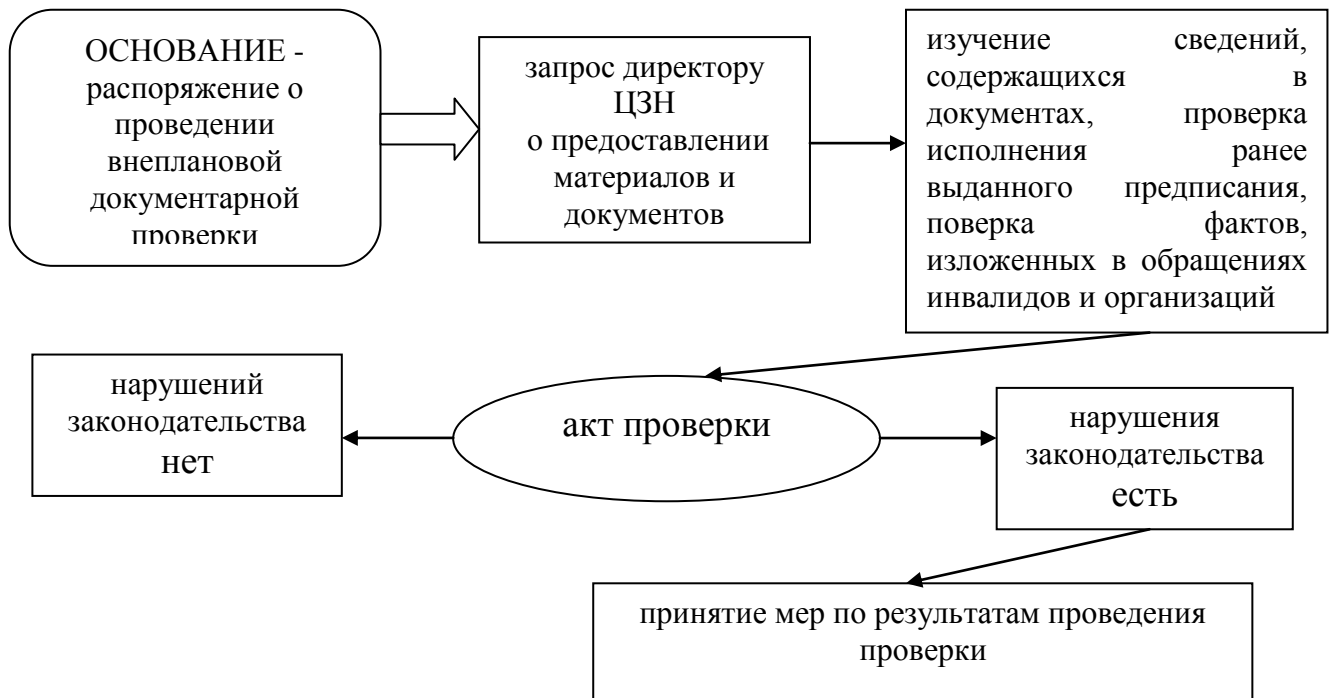 ОСНОВАНИЕ -
распоряжение о
проведении
внеплановой
документарной
проверки
запрос директору
ЦЗН
о предоставлении
материалов и
документов
изучение сведений,
содержащихся в
документах, проверка
исполнения ранее
выданного предписания,
поверка фактов,
изложенных в обращениях
инвалидов и организаций
нарушений
законодательства
нет
акт проверки
нарушения
законодательства
есть
принятие мер по результатам проведения
проверки